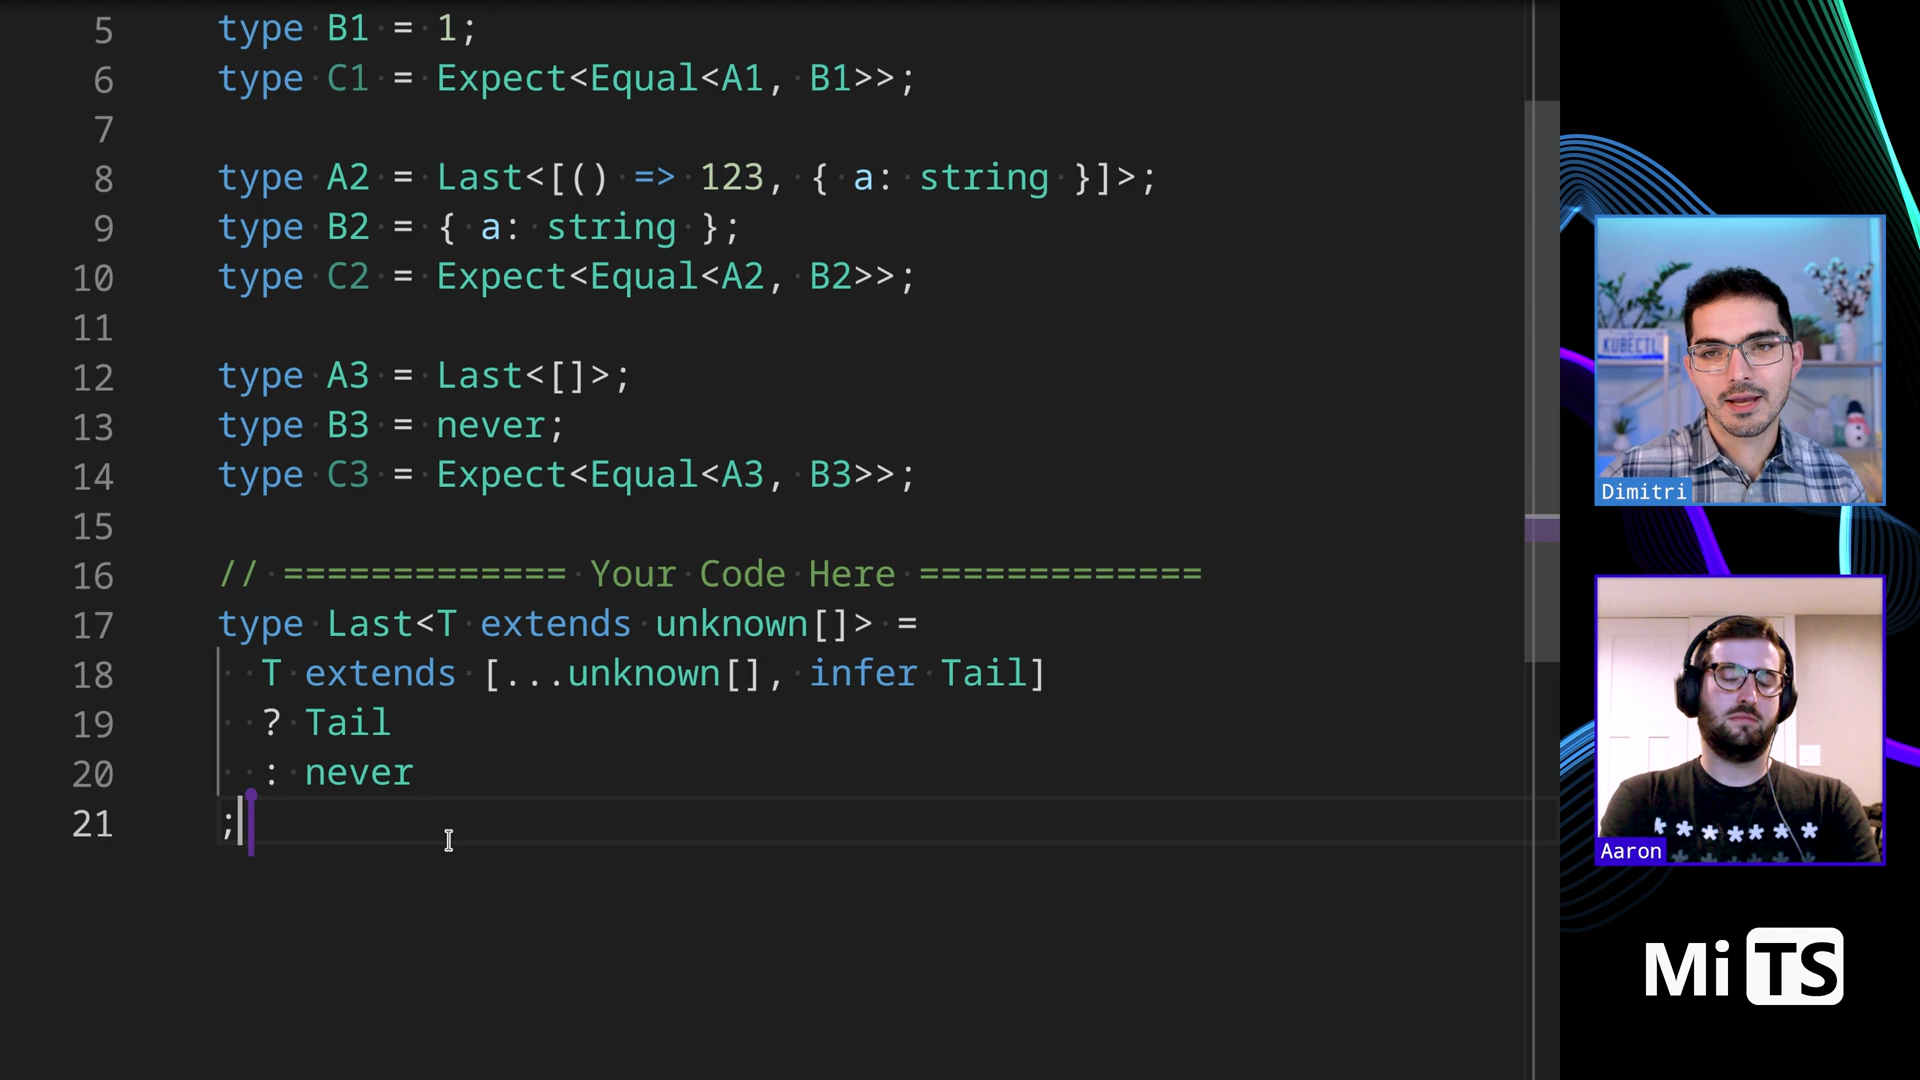 5 type B1 = 1;
6 type C1 = Expect<Equal<A1, B1>>;
7
8 type A2 = Last<[() => 123, { a: string }]>;
9 type B2 = { a: string };
10 type C2 = Expect<Equal<A2, B2>>;
11
12 type A3 = Last<[]>;
13 type B3 = never;
14 type C3 = Expect<Equal<A3, B3>>;
15
16 // ============= Your Code Here =============
17 type Last<T extends unknown[]> =
18   T extends [...unknown[], infer Tail]
19   ? Tail
20   : never
21 ;
KUBECTL
Dimitri
* * * * * *
Aaron
Mi TS